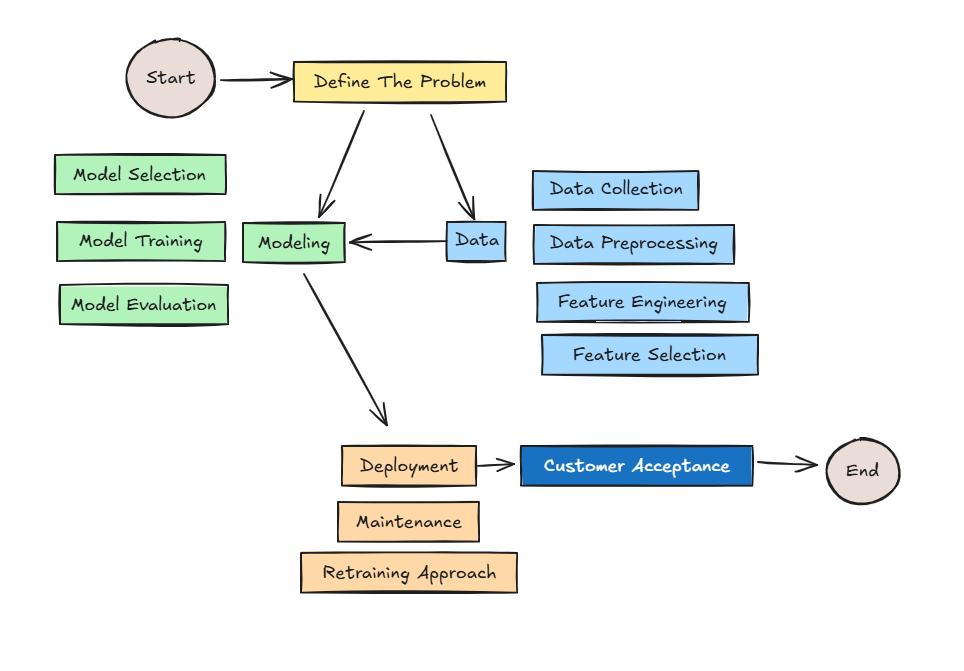 Start
Define The Problem
Model Selection
Model Training
Model Evaluation
Modeling
Data
Data Collection
Data Preprocessing
Feature Engineering
Feature Selection
Deployment
Maintenance
Retraining Approach
Customer Acceptance
End